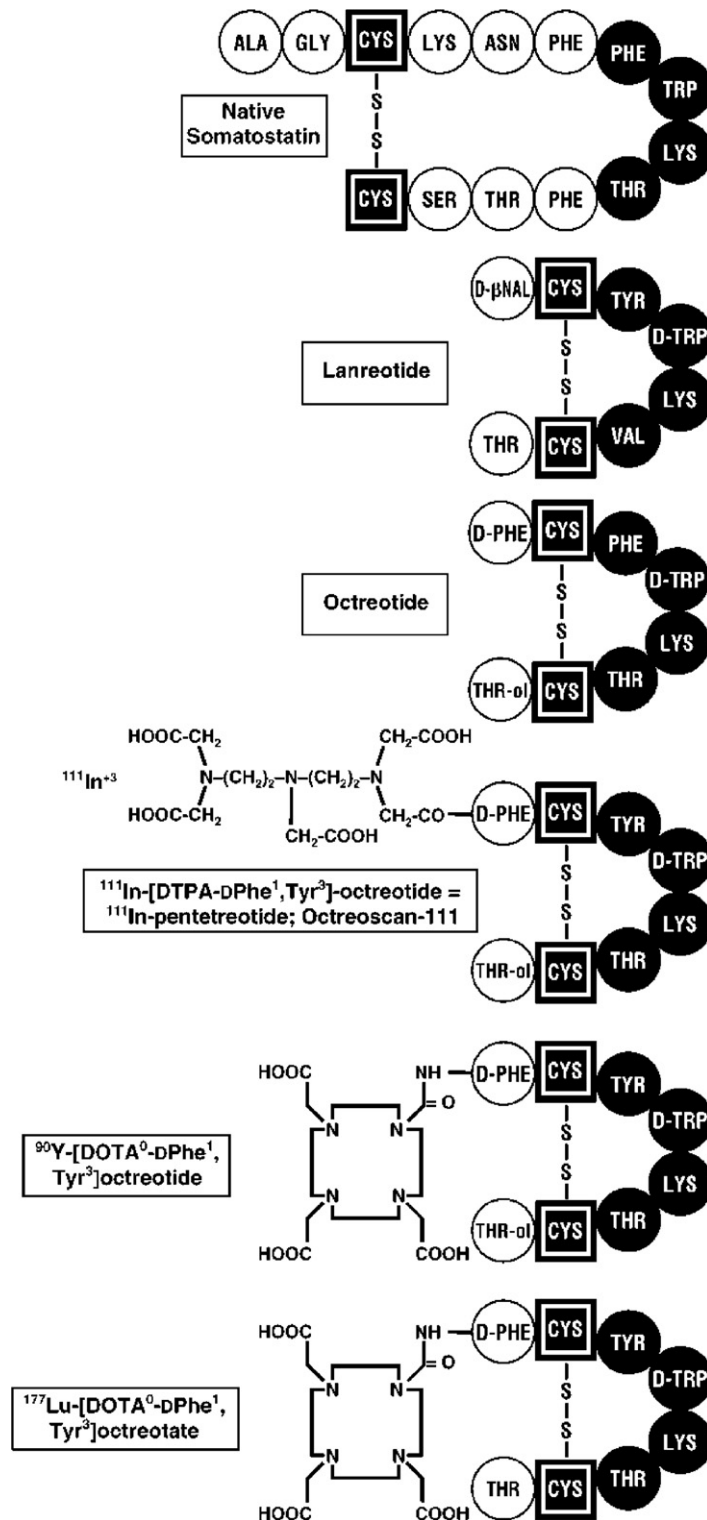 ALA GLY CYS LYS ASN PHE PHE
TRP
S
Native
Somatostatin
S
LYS
CYS SER THR PHE THR
D-βNAL CYS TYR
D-TRP
S
Lanreotide
S
LYS
THR CYS VAL
D-PHE CYS PHE
D-TRP
S
Octreotide
S
LYS
THR-ol CYS THR
HOOC-CH₂ CH₂-COOH
¹¹¹In⁺³ N-(CH₂)₂-N-(CH₂)₂-N
HOOC-CH₂ CH₂-CO D-PHE CYS TYR
CH₂-COOH
D-TRP
S
¹¹¹In-[DTPA-DPhe¹,Tyr³]-octreotide =
¹¹¹In-pentetreotide; Octreoscan-111
S
LYS
THR-ol CYS THR
HOOC NH D-PHE CYS TYR
= O
N N
D-TRP
S
⁹⁰Y-[DOTA⁰-DPhe¹,
Tyr³]octreotide
S
LYS
N N
HOOC COOH THR-ol CYS THR
HOOC NH D-PHE CYS TYR
= O
N N
D-TRP
S
¹⁷⁷Lu-[DOTA⁰-DPhe¹,
Tyr³]octreotate
S
LYS
N N
HOOC COOH THR CYS THR